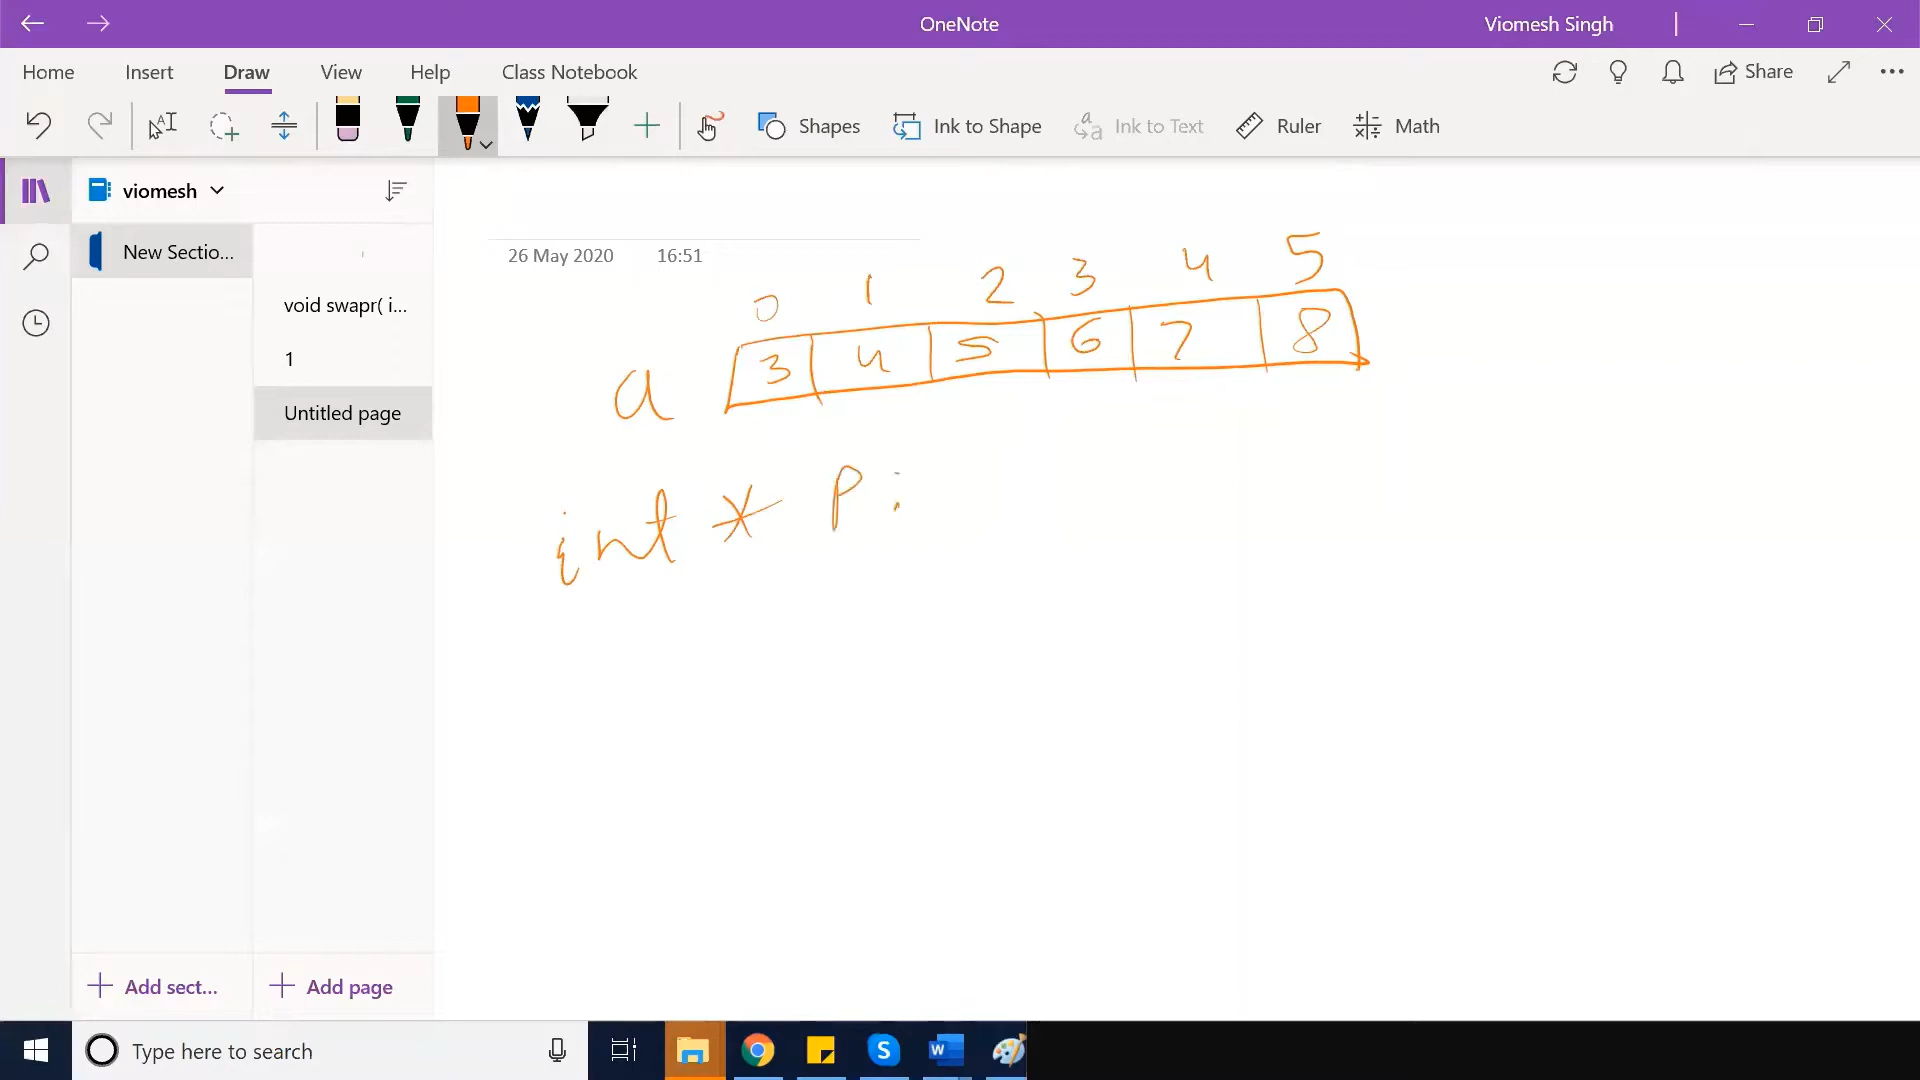 OneNote
Viomesh Singh
Home Insert Draw View Help Class Notebook
Share
Shapes Ink to Shape Ink to Text Ruler Math
viomesh
New Sectio...
void swapr( i...
1
Untitled page
26 May 2020 16:51
0 1 2 3 4 5
a 3 4 5 6 7 8
int * P ;
Add sect...
Add page
Type here to search